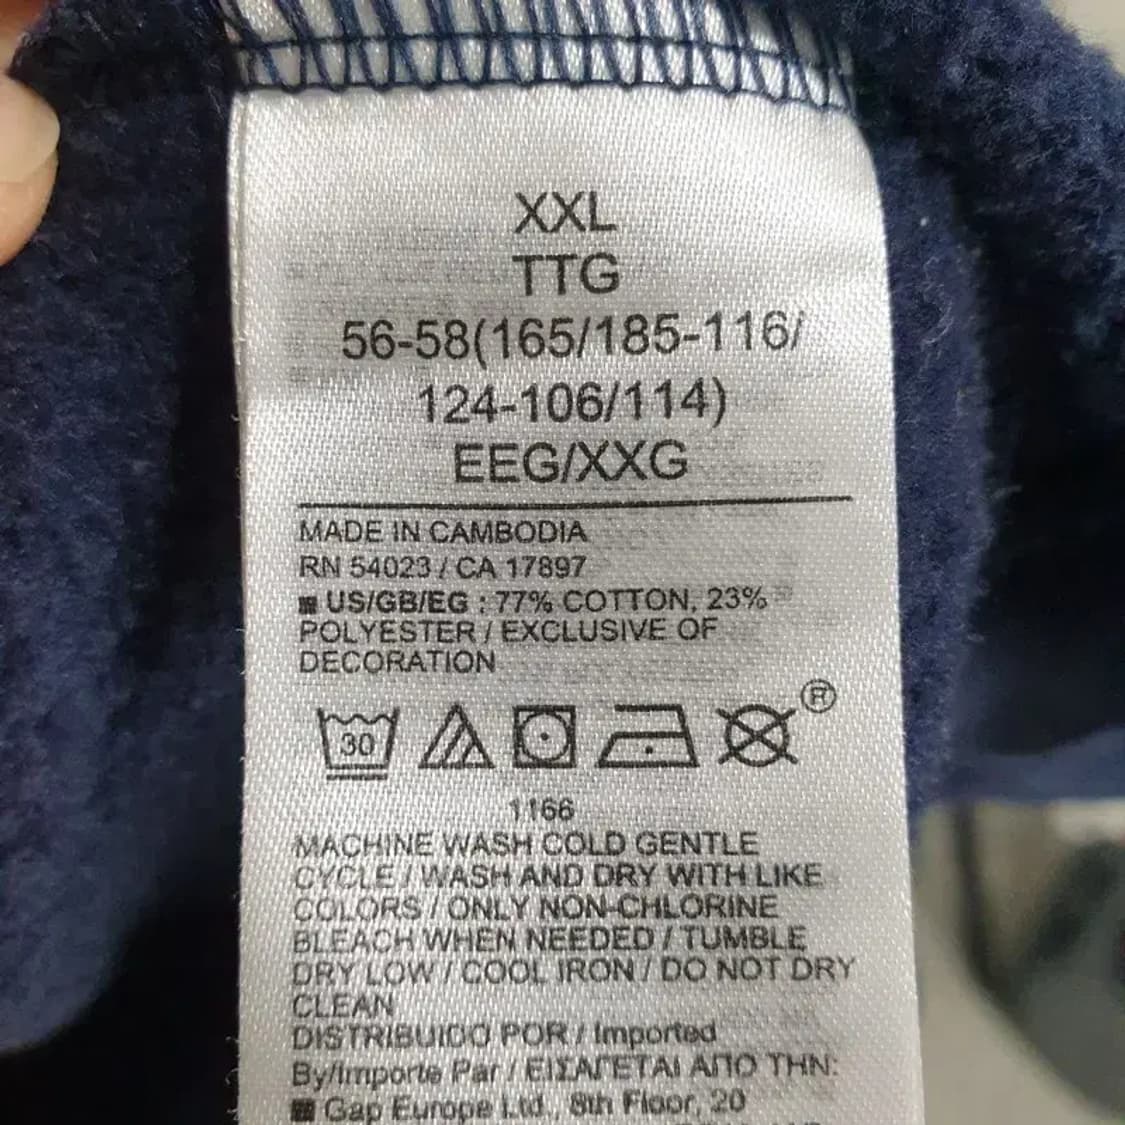 XXL
TTG
56-58(165/185-116/
124-106/114)
EEG/XXG
MADE IN CAMBODIA
RN 54023 / CA 17897
■ US/GB/EG : 77% COTTON, 23%
POLYESTER / EXCLUSIVE OF
DECORATION
30
R
1166
MACHINE WASH COLD GENTLE
CYCLE / WASH AND DRY WITH LIKE
COLORS / ONLY NON-CHLORINE
BLEACH WHEN NEEDED / TUMBLE
DRY LOW / COOL IRON / DO NOT DRY
CLEAN
DISTRIBUIDO POR / Imported
By/Importe Par / ΕΙΣΑΓΕΤΑΙ ΑΠΟ ΤΗΝ:
■ Gap Europe Ltd., 8th Floor, 20